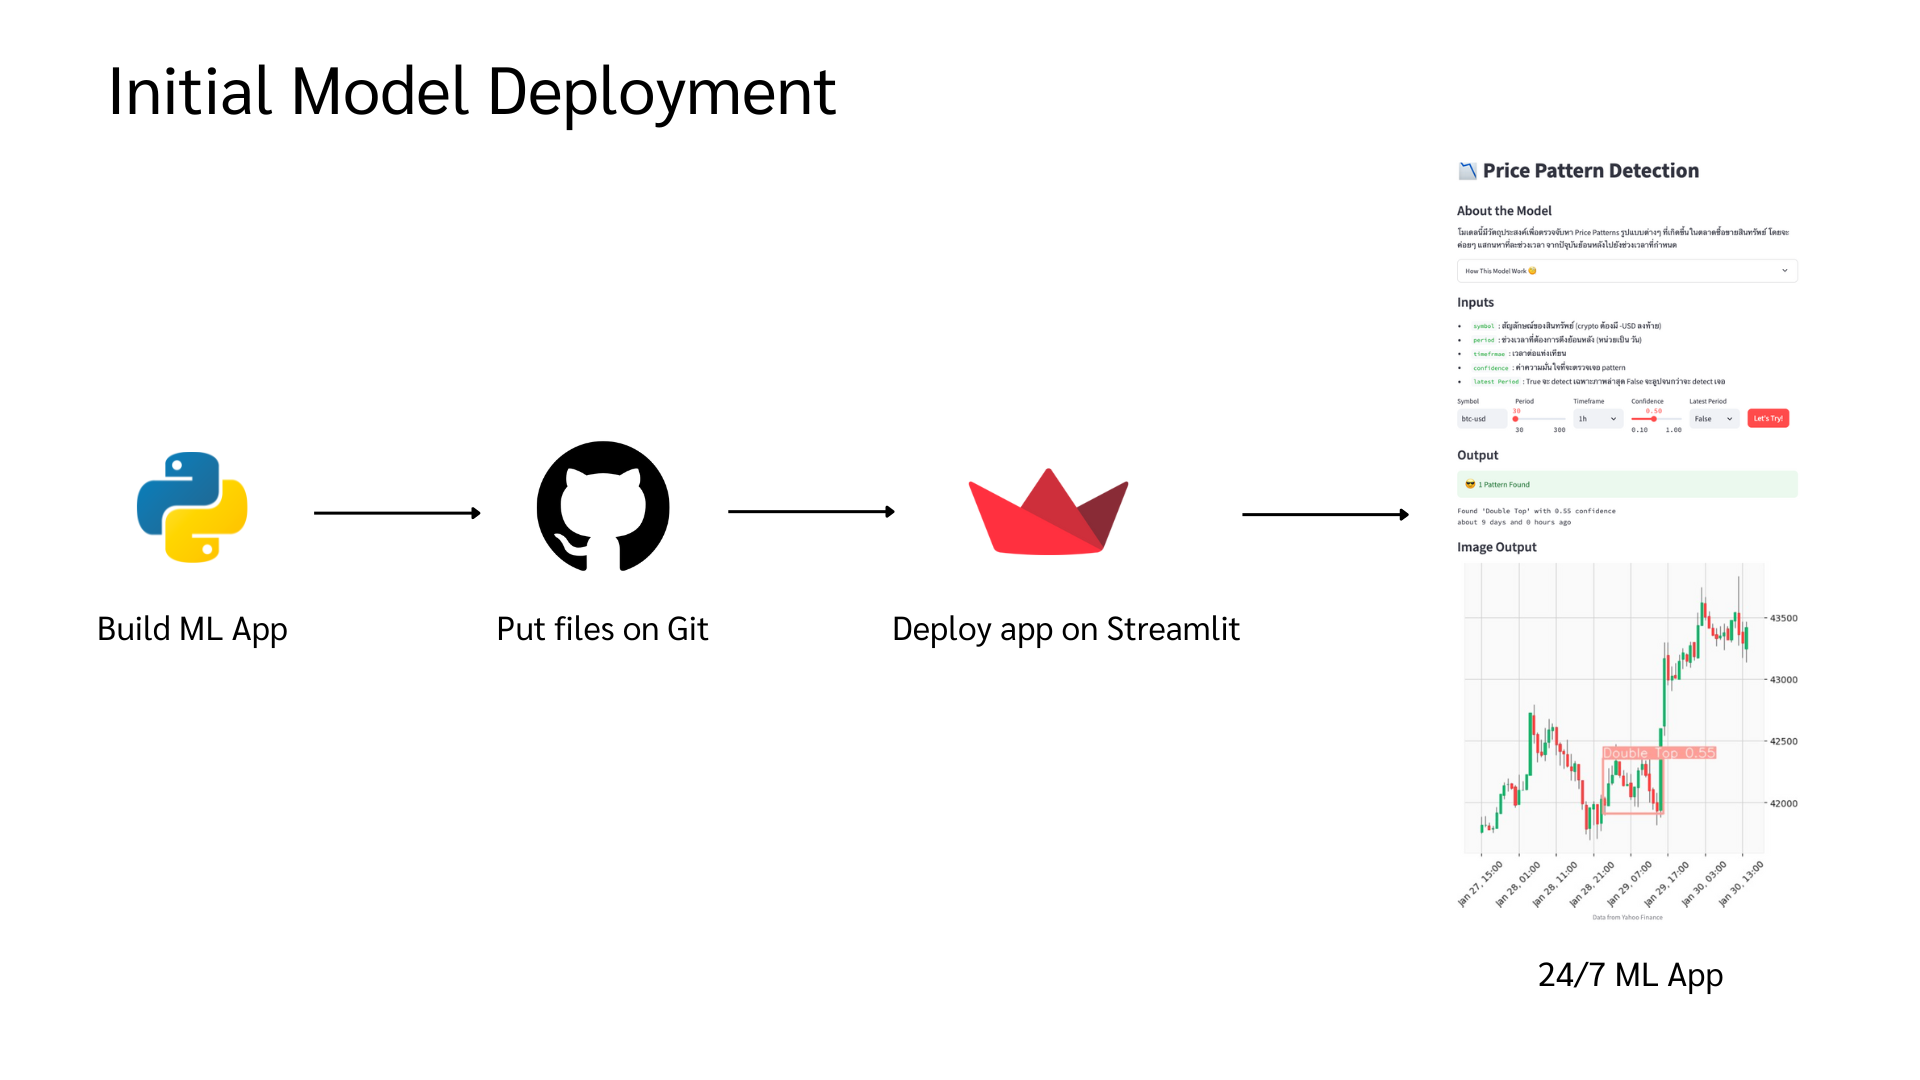 Initial Model Deployment
Build ML App
Put files on Git
Deploy app on Streamlit
Price Pattern Detection
About the Model
โมเดลนี้มีวัตถุประสงค์เพื่อตรวจจับหา Price Patterns รูปแบบต่างๆ ที่เกิดขึ้นในตลาดซื้อขายสินทรัพย์ โดยจะ
ค่อยๆ แสกนหาทีละช่วงเวลา จากปัจจุบันย้อนหลังไปยังช่วงเวลาที่กำหนด
How This Model Work
Inputs
symbol : สัญลักษณ์ของสินทรัพย์ (crypto ต้องมี -USD ลงท้าย)
period : ช่วงเวลาที่ต้องการดึงย้อนหลัง (หน่วยเป็น วัน)
timefrmae : เวลาต่อแท่งเทียน
confidence : ค่าความมั่นใจที่จะตรวจเจอ pattern
latest Period : True จะ detect เฉพาะภาพล่าสุด False จะลูปจนกว่าจะ detect เจอ
Symbol Period Timeframe Confidence Latest Period
30 0.50
btc-usd 1h False Let's Try!
30 300 0.10 1.00
Output
1 Pattern Found
Found 'Double Top' with 0.55 confidence
about 9 days and 0 hours ago
Image Output
43500
43000
42500
Double Top 0.55
42000
Jan 27, 15:00
Jan 28, 01:00
Jan 28, 11:00
Jan 28, 21:00
Jan 29, 07:00
Jan 29, 17:00
Jan 30, 03:00
Jan 30, 13:00
Data from Yahoo Finance
24/7 ML App